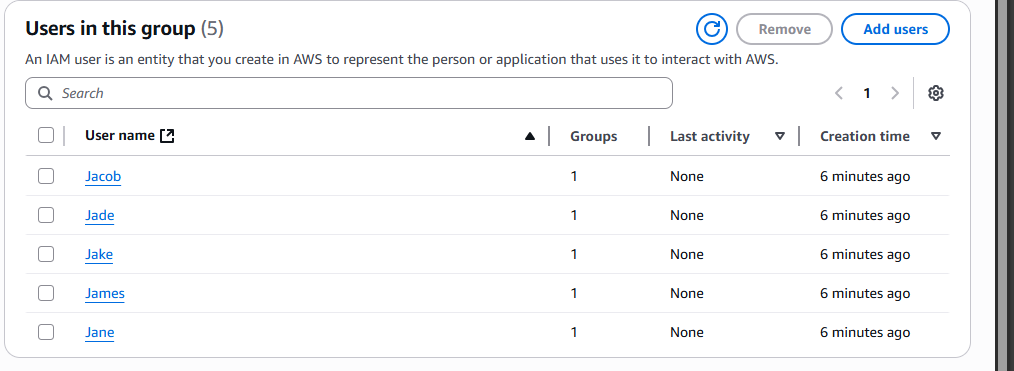 Users in this group (5)
Remove
Add users
An IAM user is an entity that you create in AWS to represent the person or application that uses it to interact with AWS.
Search
1
User name Groups Last activity Creation time
Jacob 1 None 6 minutes ago
Jade 1 None 6 minutes ago
Jake 1 None 6 minutes ago
James 1 None 6 minutes ago
Jane 1 None 6 minutes ago